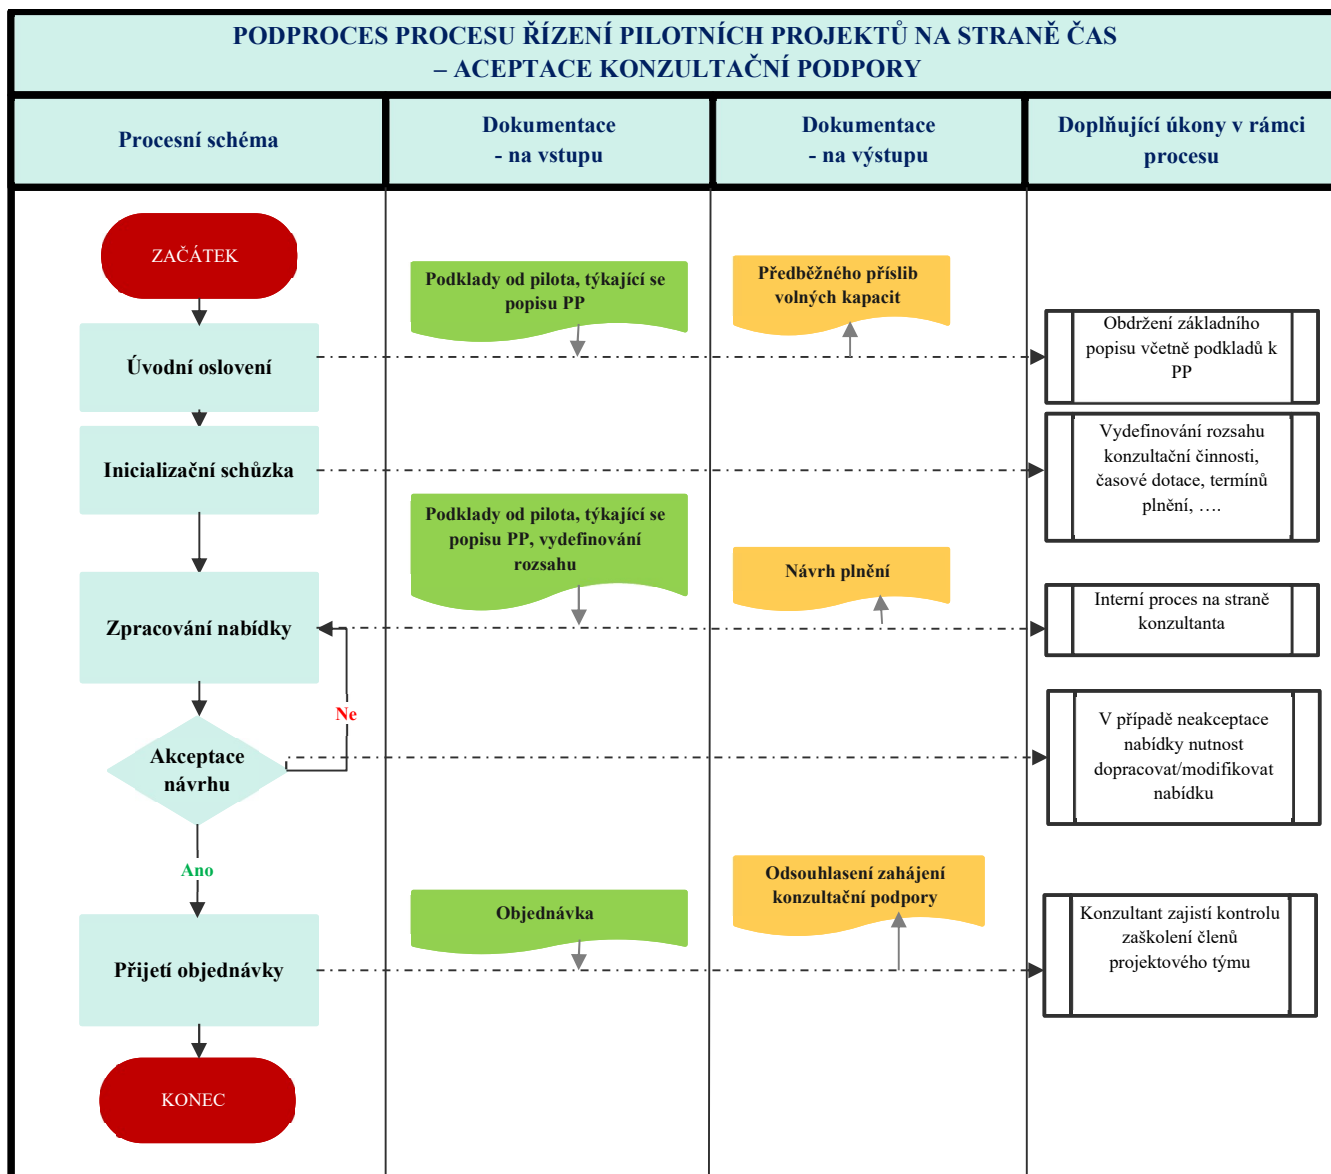 PODPROCES PROCESU ŘÍZENÍ PILOTNÍCH PROJEKTŮ NA STRANĚ ČAS
– ACEPTACE KONZULTAČNÍ PODPORY
Procesní schéma
Dokumentace
- na vstupu
Dokumentace
- na výstupu
Doplňující úkony v rámci
procesu
ZAČÁTEK
Podklady od pilota, týkající se
popisu PP
Předběžného příslib
volných kapacit
Úvodní oslovení
Obdržení základního
popisu včetně podkladů k
PP
Inicializační schůzka
Vydefinování rozsahu
konzultační činnosti,
časové dotace, termínů
plnění, ….
Podklady od pilota, týkající se
popisu PP, vydefinování
rozsahu
Návrh plnění
Zpracování nabídky
Interní proces na straně
konzultanta
Ne
Akceptace
návrhu
V případě neakceptace
nabídky nutnost
dopracovat/modifikovat
nabídku
Ano
Objednávka
Odsouhlasení zahájení
konzultační podpory
Přijetí objednávky
Konzultant zajistí kontrolu
zaškolení členů
projektového týmu
KONEC